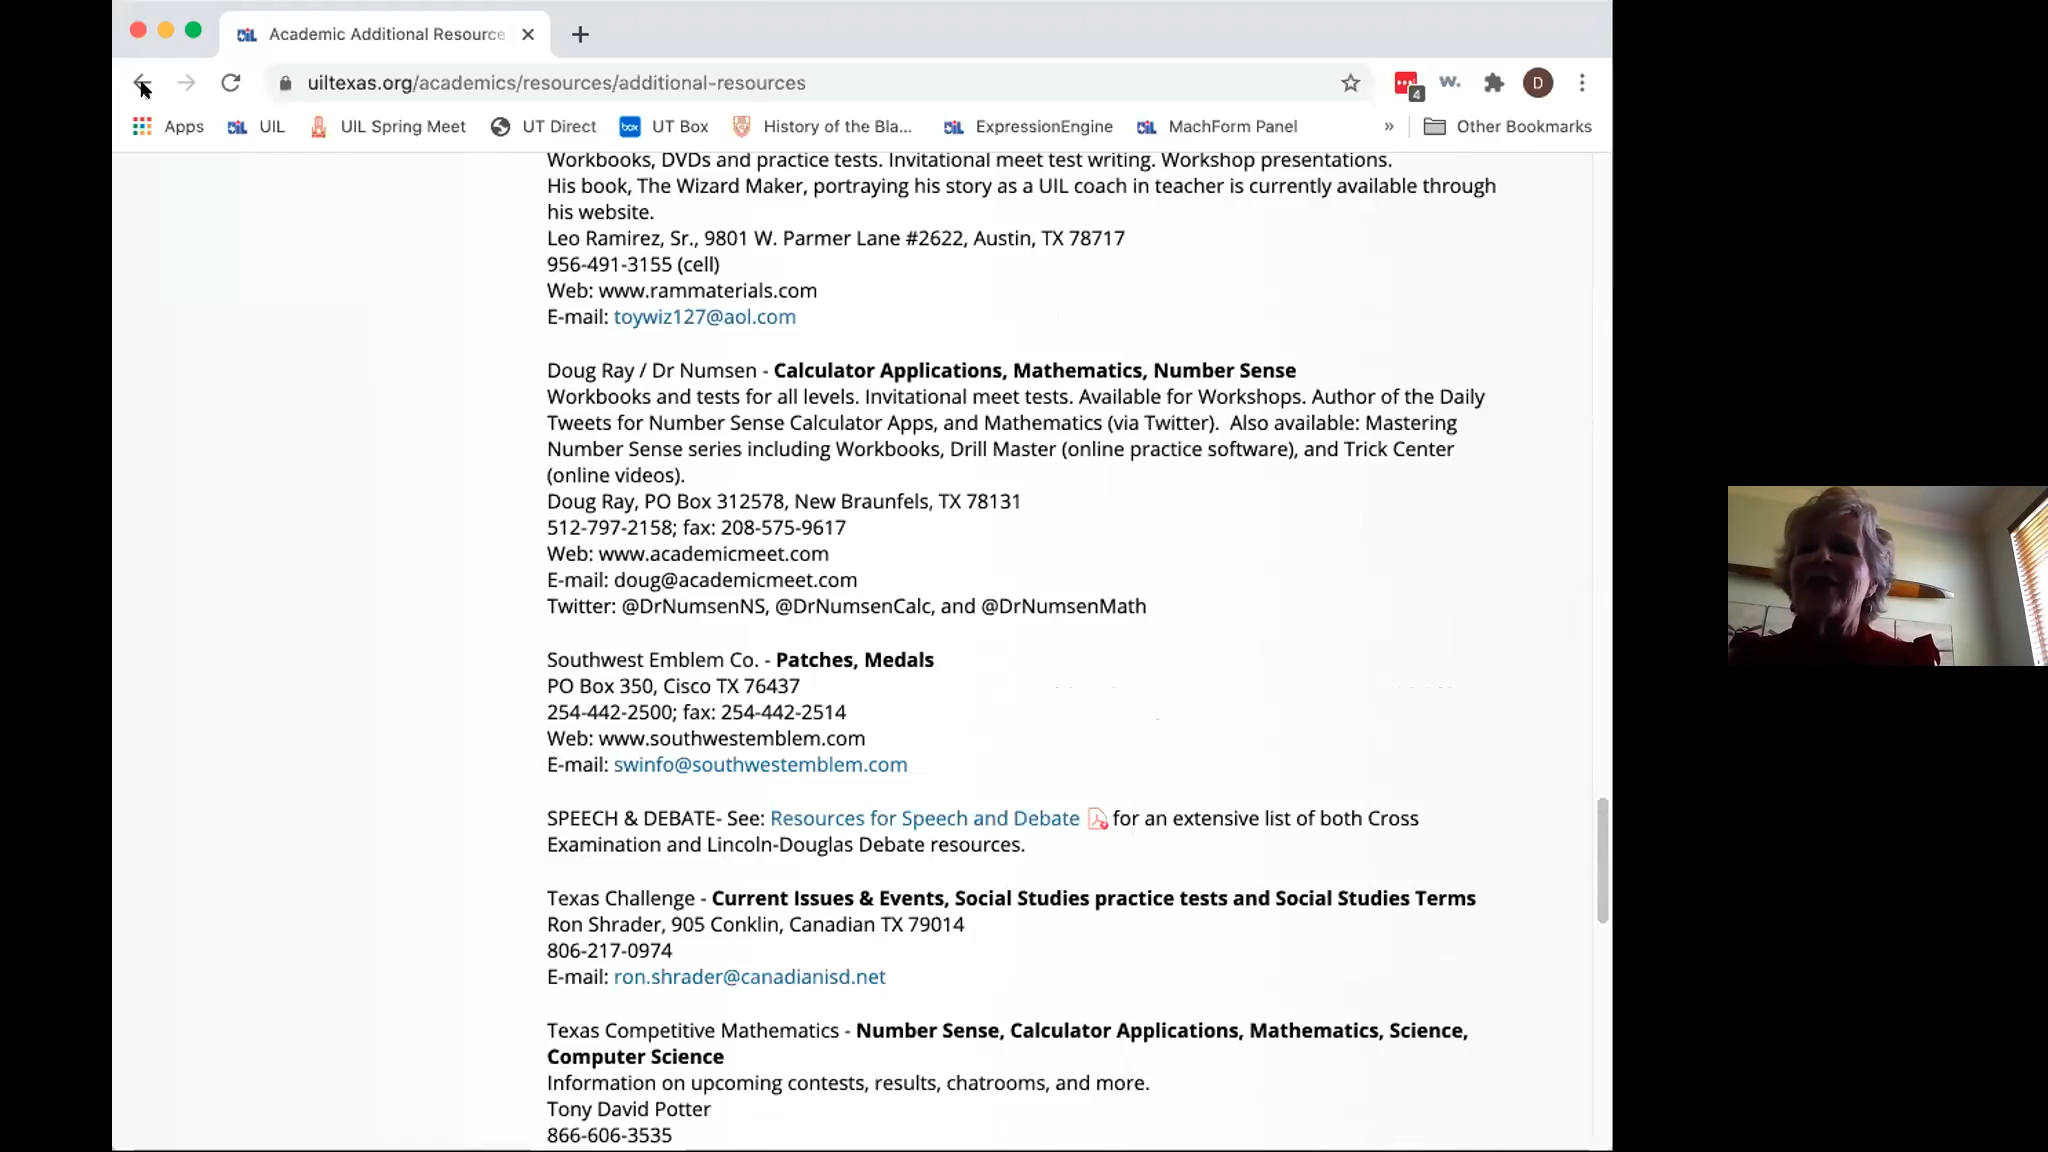 Academic Additional Resource
uiltexas.org/academics/resources/additional-resources
4
w.
D
Apps
UIL
UIL Spring Meet
UT Direct
box
UT Box
History of the Bla...
ExpressionEngine
MachForm Panel
»
Other Bookmarks
Workbooks, DVDs and practice tests. Invitational meet test writing. Workshop presentations.
His book, The Wizard Maker, portraying his story as a UIL coach in teacher is currently available through
his website.
Leo Ramirez, Sr., 9801 W. Parmer Lane #2622, Austin, TX 78717
956-491-3155 (cell)
Web: www.rammaterials.com
E-mail: toywiz127@aol.com
Doug Ray / Dr Numsen - Calculator Applications, Mathematics, Number Sense
Workbooks and tests for all levels. Invitational meet tests. Available for Workshops. Author of the Daily
Tweets for Number Sense Calculator Apps, and Mathematics (via Twitter). Also available: Mastering
Number Sense series including Workbooks, Drill Master (online practice software), and Trick Center
(online videos).
Doug Ray, PO Box 312578, New Braunfels, TX 78131
512-797-2158; fax: 208-575-9617
Web: www.academicmeet.com
E-mail: doug@academicmeet.com
Twitter: @DrNumsenNS, @DrNumsenCalc, and @DrNumsenMath
Southwest Emblem Co. - Patches, Medals
PO Box 350, Cisco TX 76437
254-442-2500; fax: 254-442-2514
Web: www.southwestemblem.com
E-mail: swinfo@southwestemblem.com
SPEECH & DEBATE- See: Resources for Speech and Debate for an extensive list of both Cross
Examination and Lincoln-Douglas Debate resources.
Texas Challenge - Current Issues & Events, Social Studies practice tests and Social Studies Terms
Ron Shrader, 905 Conklin, Canadian TX 79014
806-217-0974
E-mail: ron.shrader@canadianisd.net
Texas Competitive Mathematics - Number Sense, Calculator Applications, Mathematics, Science,
Computer Science
Information on upcoming contests, results, chatrooms, and more.
Tony David Potter
866-606-3535